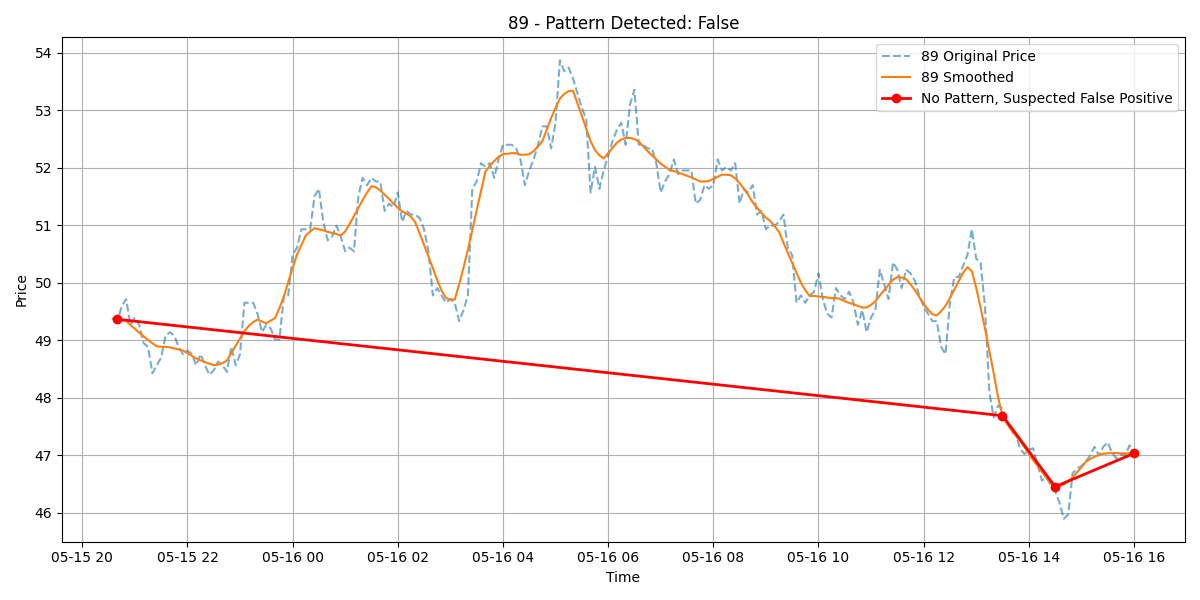 89 - Pattern Detected: False
89 Original Price
89 Smoothed
No Pattern, Suspected False Positive
Price
54
53
52
51
50
49
48
47
46
05-15 20 05-15 22 05-16 00 05-16 02 05-16 04 05-16 06 05-16 08 05-16 10 05-16 12 05-16 14 05-16 16
Time